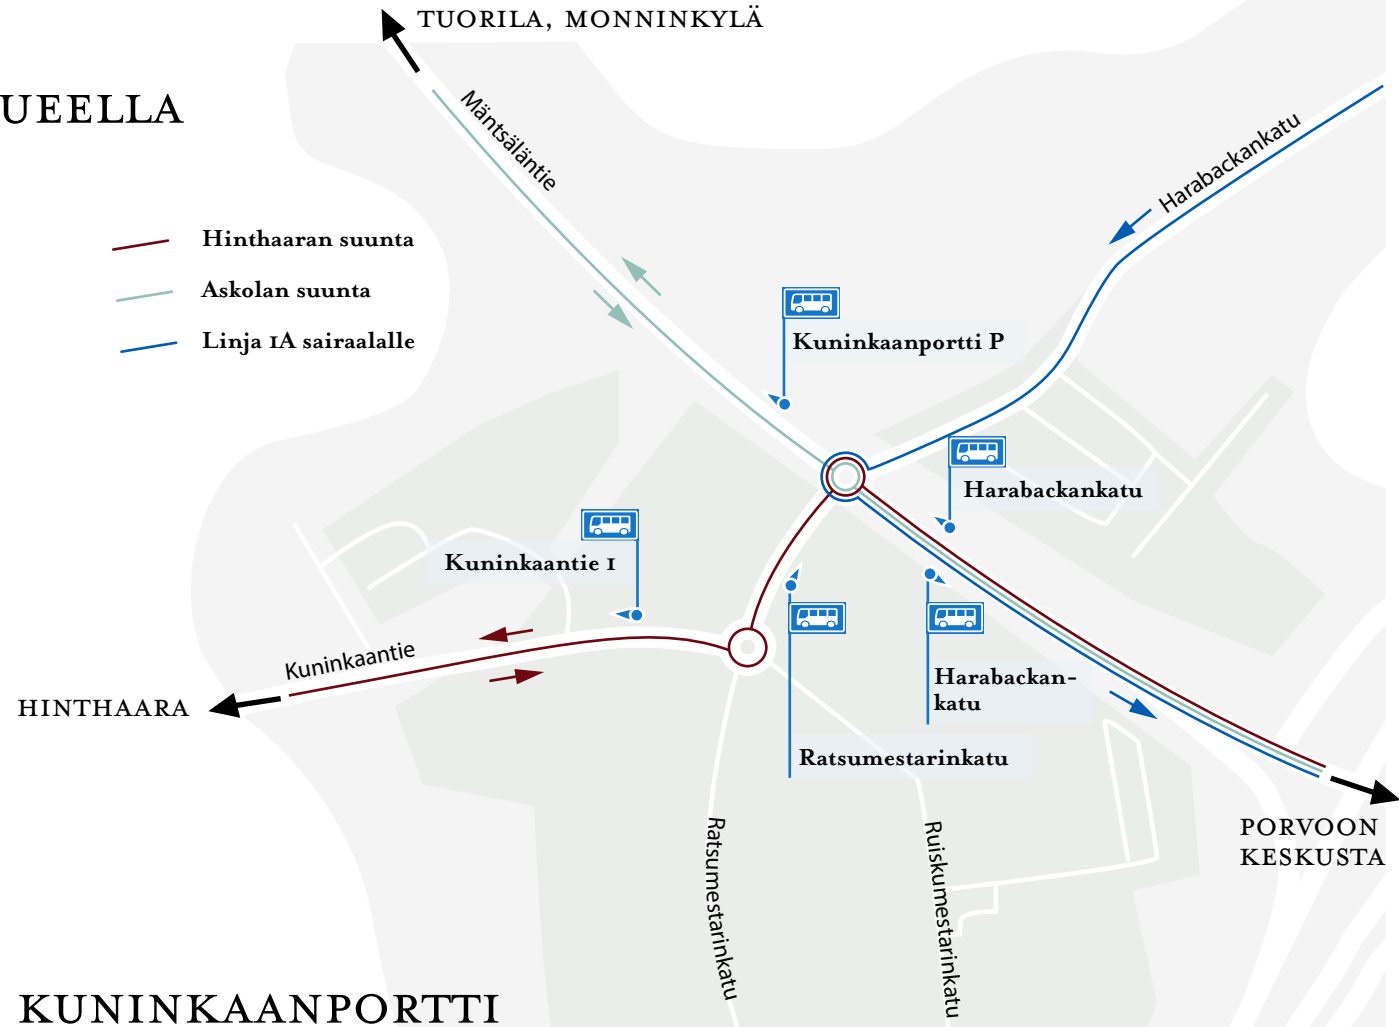 TUORILA, MONNINKYLÄ
UEELLA
Mäntsäläntie
Harabackankatu
Hinthaaran suunta
Askolan suunta
Linja 1A sairaalalle
Kuninkaanportti P
Harabackankatu
Kuninkaantie 1
Kuninkaantie
HINTHAARA
Harabackan-
katu
Ratsumestarinkatu
PORVOON
KESKUSTA
Ratsumestarinkatu
Ruiskumestarinkatu
KUNINKAANPORTTI